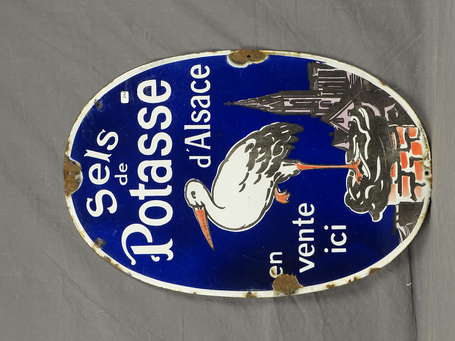 Sels
de
Potasse
d'Alsace
en
vente
ici